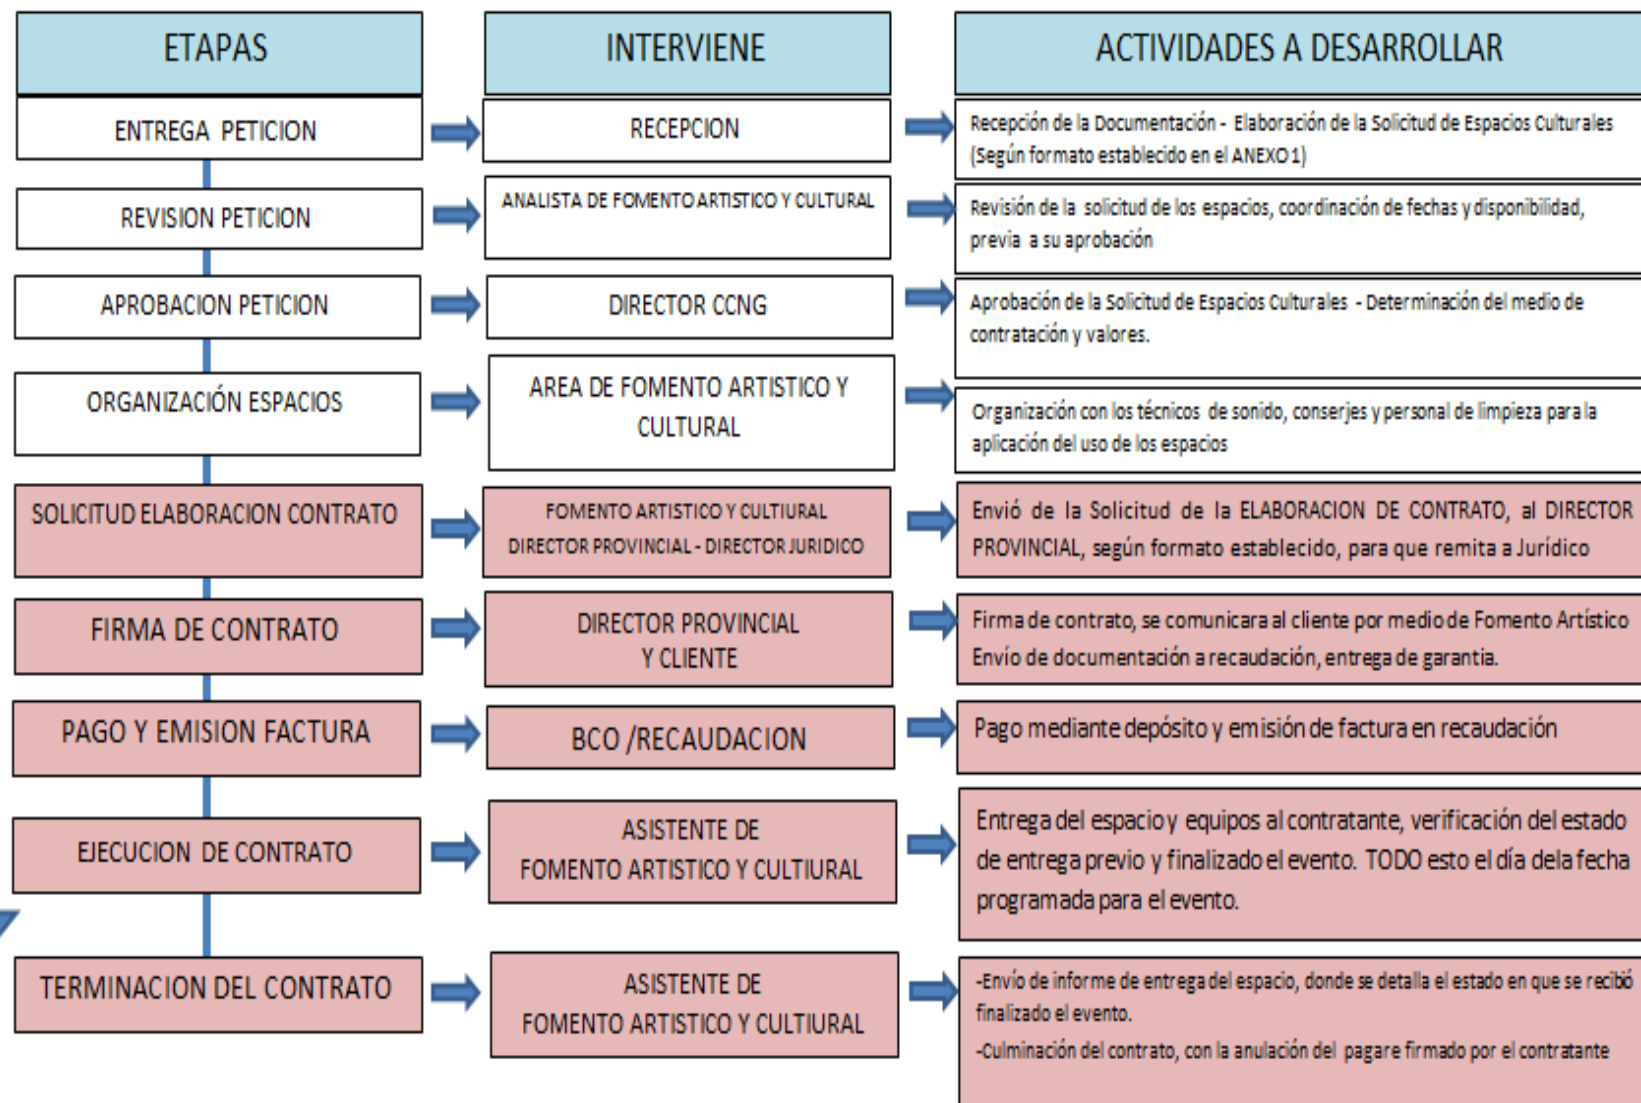 ETAPAS
INTERVIENE
ACTIVIDADES A DESARROLLAR
ENTREGA PETICION
RECEPCION
Recepción de la Documentación - Elaboración de la Solicitud de Espacios Culturales
(Según formato establecido en el ANEXO 1)
REVISION PETICION
ANALISTA DE FOMENTO ARTISTICO Y CULTURAL
Revisión de la solicitud de los espacios, coordinación de fechas y disponibilidad,
previa a su aprobación
APROBACION PETICION
DIRECTOR CCNG
Aprobación de la Solicitud de Espacios Culturales - Determinación del medio de
contratación y valores.
ORGANIZACIÓN ESPACIOS
AREA DE FOMENTO ARTISTICO Y
CULTURAL
Organización con los técnicos de sonido, conserjes y personal de limpieza para la
aplicación del uso de los espacios
SOLICITUD ELABORACION CONTRATO
FOMENTO ARTISTICO Y CULTIURAL
DIRECTOR PROVINCIAL - DIRECTOR JURIDICO
Envió de la Solicitud de la ELABORACION DE CONTRATO, al DIRECTOR
PROVINCIAL, según formato establecido, para que remita a Jurídico
FIRMA DE CONTRATO
DIRECTOR PROVINCIAL
Y CLIENTE
Firma de contrato, se comunicara al cliente por medio de Fomento Artístico
Envío de documentación a recaudación, entrega de garantia.
PAGO Y EMISION FACTURA
BCO /RECAUDACION
Pago mediante depósito y emisión de factura en recaudación
EJECUCION DE CONTRATO
ASISTENTE DE
FOMENTO ARTISTICO Y CULTIURAL
Entrega del espacio y equipos al contratante, verificación del estado
de entrega previo y finalizado el evento. TODO esto el día dela fecha
programada para el evento.
TERMINACION DEL CONTRATO
ASISTENTE DE
FOMENTO ARTISTICO Y CULTIURAL
-Envío de informe de entrega del espacio, donde se detalla el estado en que se recibió
finalizado el evento.
-Culminación del contrato, con la anulación del pagare firmado por el contratante